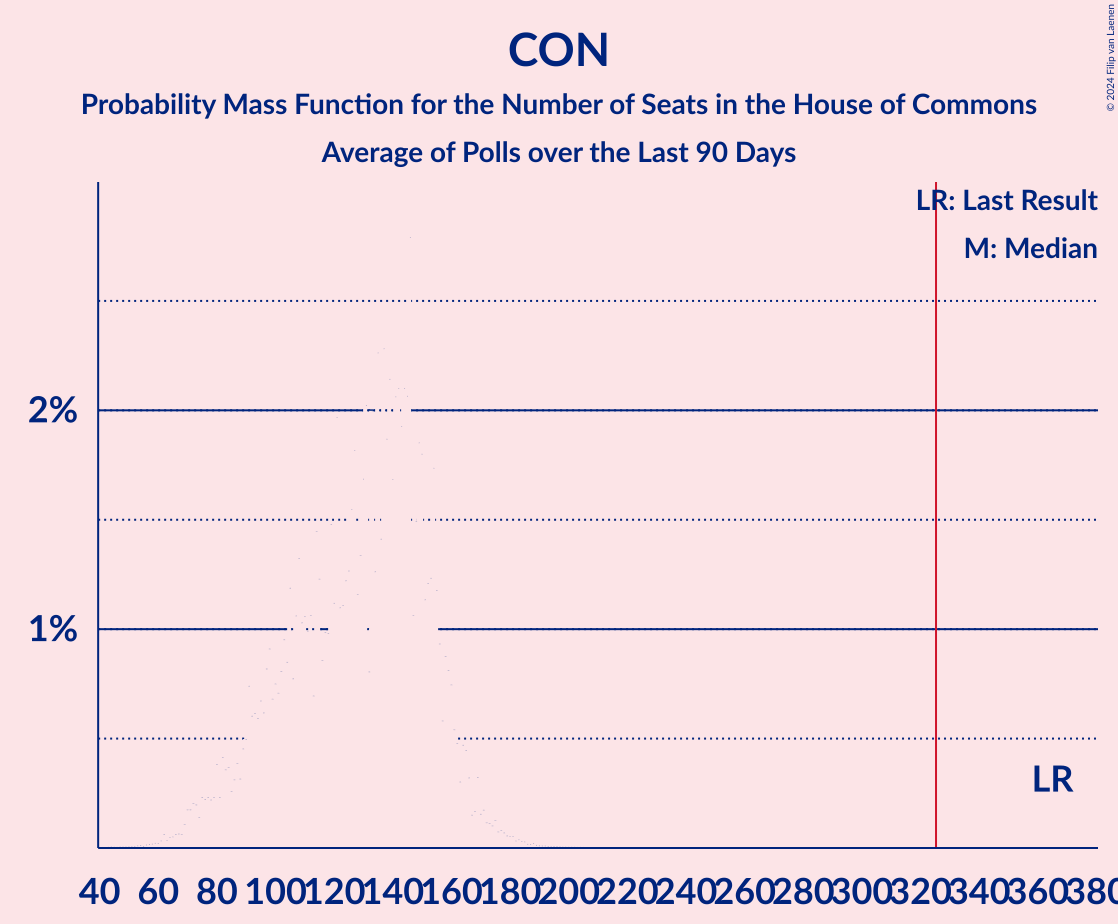 CON
Probability Mass Function for the Number of Seats in the House of Commons
Average of Polls over the Last 90 Days
© 2024 Filip van Laenen
LR: Last Result
M: Median
2%
1%
LR
40 60 80 100 120 140 160 180 200 220 240 260 280 300 320 340 360 380